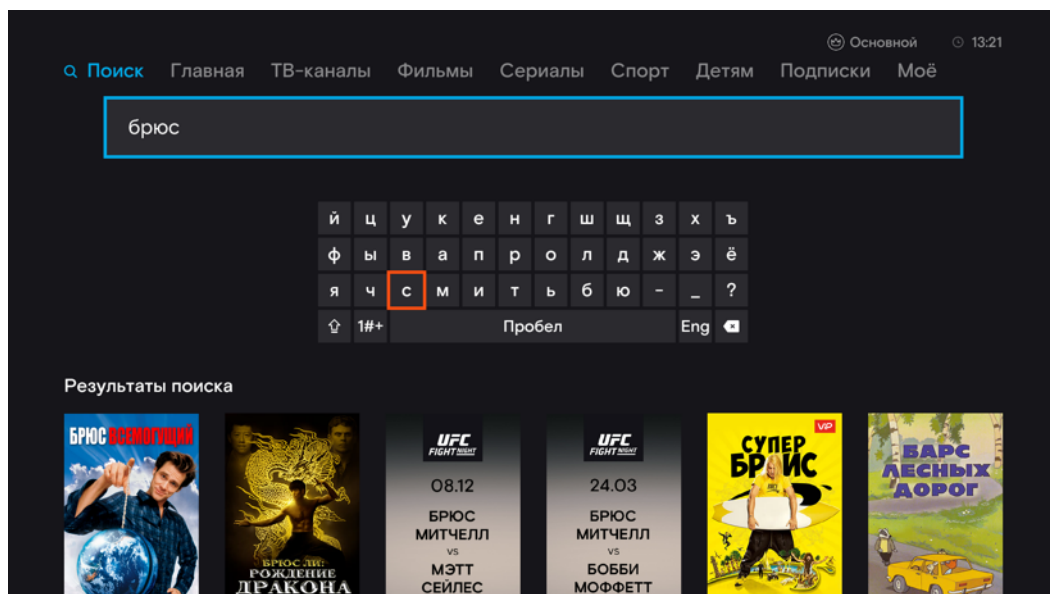 Основной 13:21
Поиск Главная ТВ-каналы Фильмы Сериалы Спорт Детям Подписки Моё
брюс
й ц у к е н г ш щ з х ъ
ф ы в а п р о л д ж э ё
я ч с м и т ь б ю - _ ?
1#+ Пробел Eng
Результаты поиска
БРЮС ВСЕМОГУЩИЙ
БРЮС ЛИ:
РОЖДЕНИЕ
ДРАКОНА
UFC
FIGHT NIGHT
08.12
БРЮС
МИТЧЕЛЛ
vs
МЭТТ
СЕЙЛЕС
UFC
FIGHT NIGHT
24.03
БРЮС
МИТЧЕЛЛ
vs
БОББИ
МОФФЕТТ
VIP
СУПЕР
БРЙС
БАРС
ЛЕСНЫХ
ДОРОГ